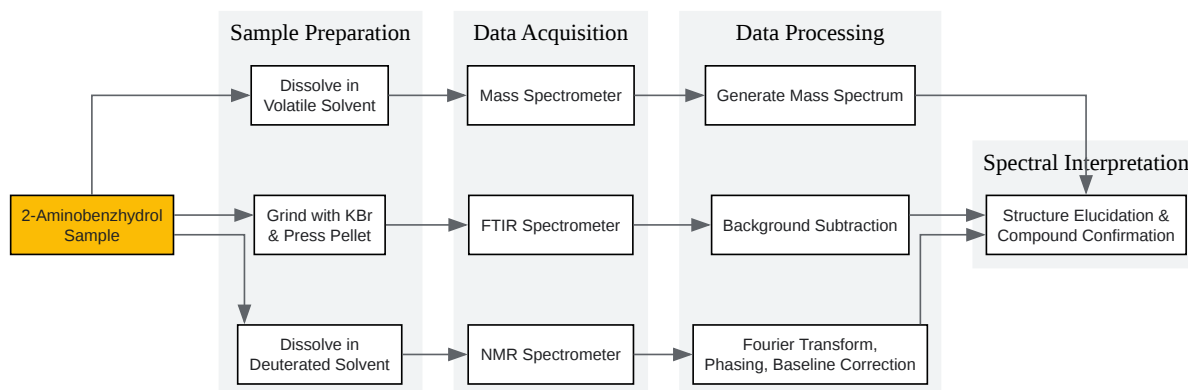 Sample Preparation
Data Acquisition
Data Processing
Dissolve in
Volatile Solvent
Mass Spectrometer
Generate Mass Spectrum
Spectral Interpretation
2-Aminobenzhydrol
Sample
Grind with KBr
& Press Pellet
FTIR Spectrometer
Background Subtraction
Structure Elucidation &
Compound Confirmation
Dissolve in
Deuterated Solvent
NMR Spectrometer
Fourier Transform,
Phasing, Baseline Correction